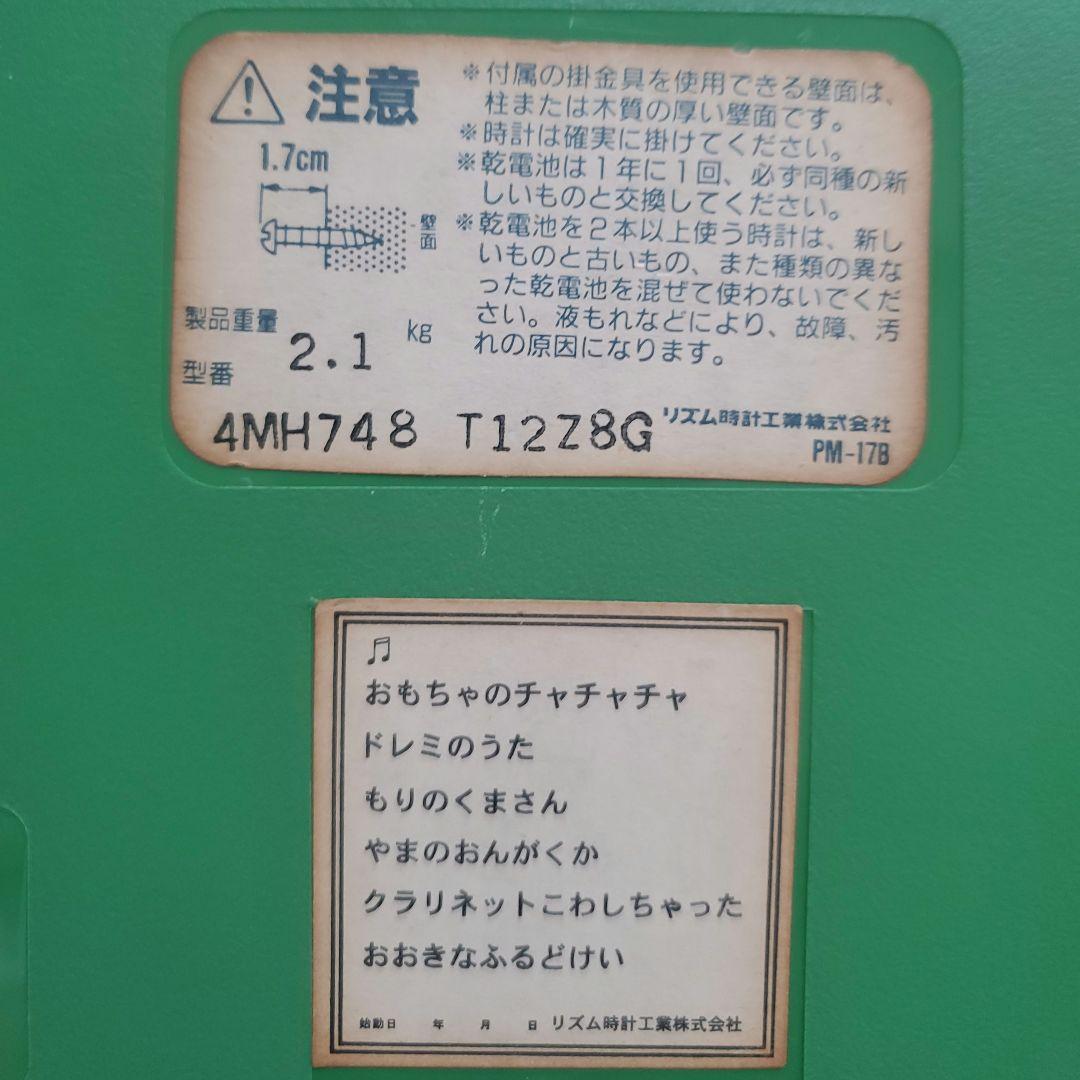 注意
1.7cm
壁面
※付属の掛金具を使用できる壁面は、
柱または木質の厚い壁面です。
※時計は確実に掛けてください。
※乾電池は1年に1回、必ず同種の新
しいものと交換してください。
※乾電池を2本以上使う時計は、新し
いものと古いもの、また種類の異な
った乾電池を混ぜて使わないでくだ
さい。液もれなどにより、故障、汚
れの原因になります。
製品重量 2.1 kg
型番
4MH748 T12Z8G
リズム時計工業株式会社
PM-17B
♫
おもちゃのチャチャチャ
ドレミのうた
もりのくまさん
やまのおんがくか
クラリネットこわしちゃった
おおきなふるどけい
始動日 年 月 日 リズム時計工業株式会社